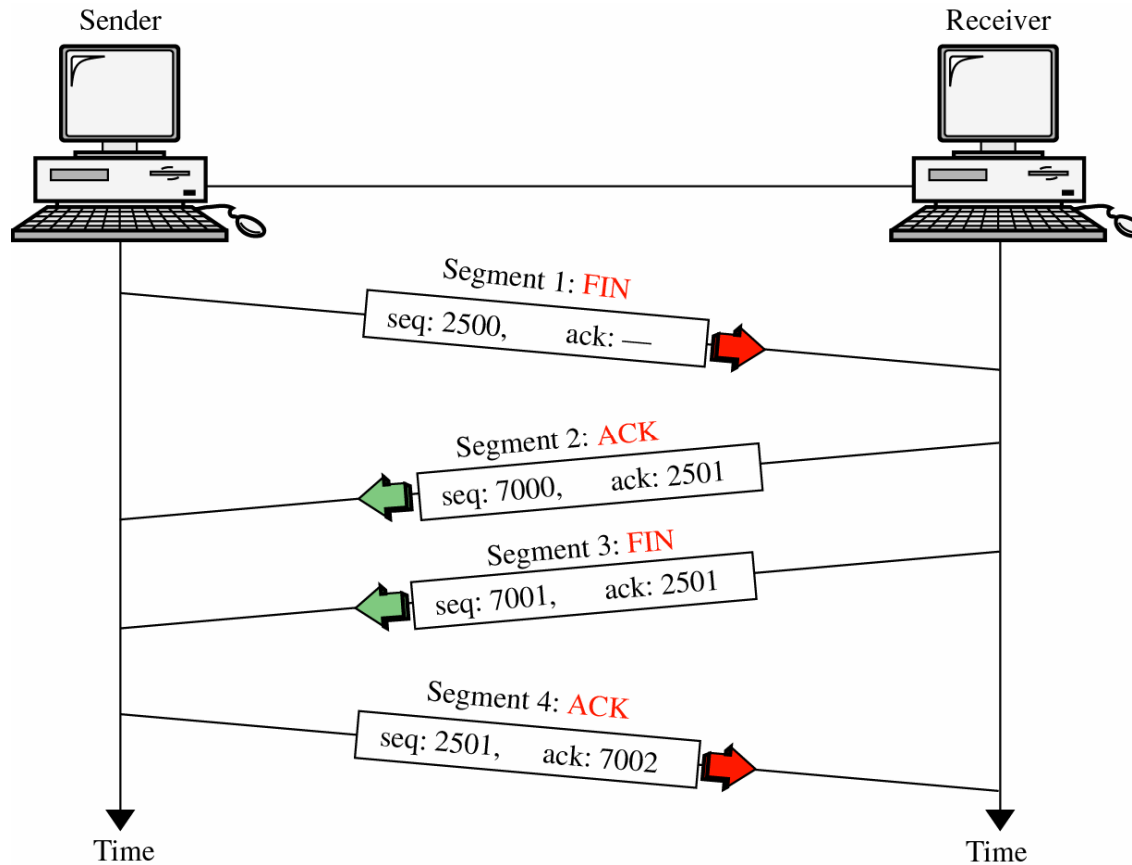 Sender
Receiver
Segment 1: FIN
seq: 2500, ack: —
Segment 2: ACK
seq: 7000, ack: 2501
Segment 3: FIN
seq: 7001, ack: 2501
Segment 4: ACK
seq: 2501, ack: 7002
Time
Time